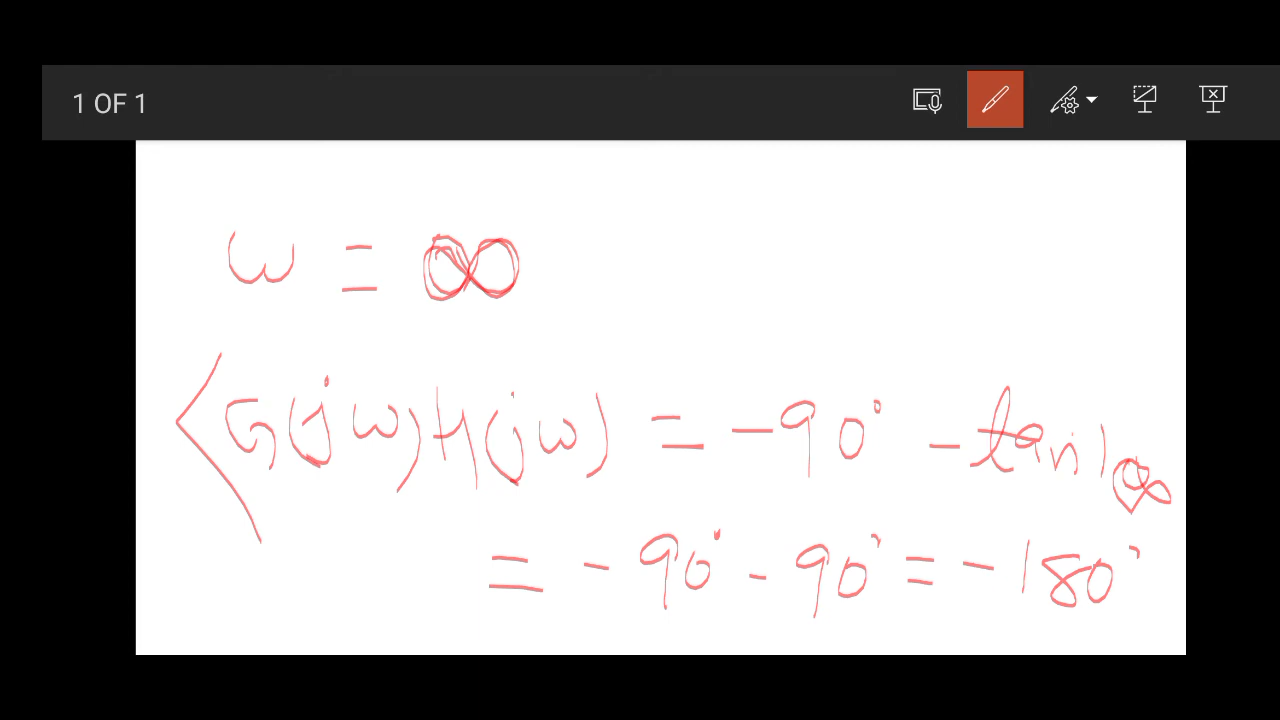 1 OF 1
ω = ∞
∠G(jω)H(jω) = -90° - tan⁻¹∞
= -90° - 90° = -180°